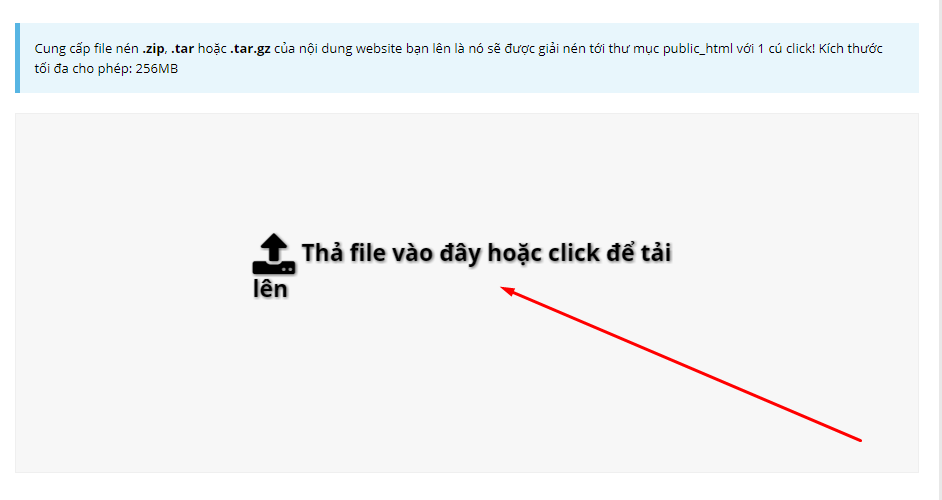 Cung cấp file nén .zip, .tar hoặc .tar.gz của nội dung website bạn lên là nó sẽ được giải nén tới thư mục public_html với 1 cú click! Kích thước
tối đa cho phép: 256MB
Thả file vào đây hoặc click để tải
lên